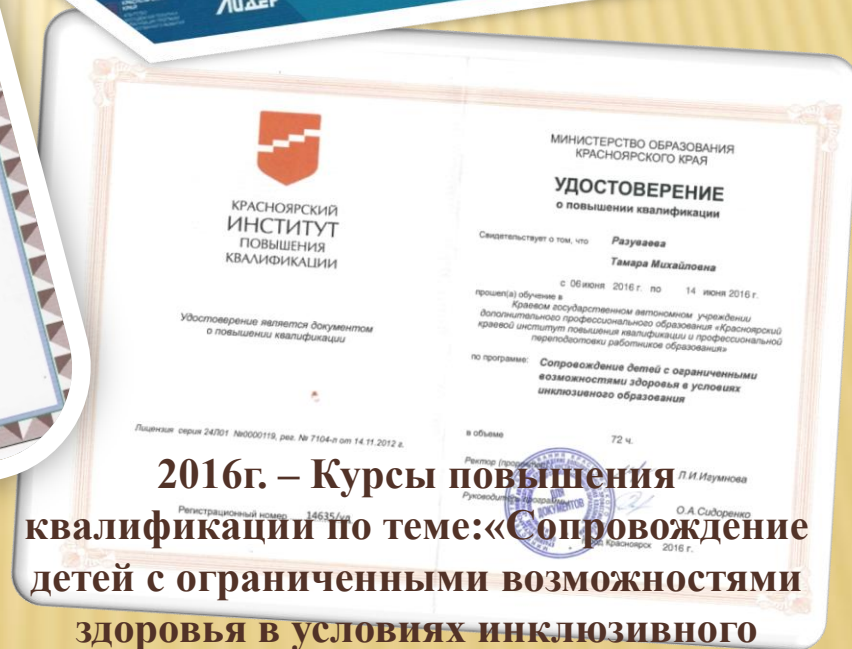 Лидер
КРАСНОЯРСКИЙ
ИНСТИТУТ
ПОВЫШЕНИЯ
КВАЛИФИКАЦИИ
Удостоверение является документом
о повышении квалификации
Лицензия серия 24Л01 №0000119, рег. № 7104-л от 14.11.2012 г.
Регистрационный номер 14635/уд
МИНИСТЕРСТВО ОБРАЗОВАНИЯ
КРАСНОЯРСКОГО КРАЯ
УДОСТОВЕРЕНИЕ
о повышении квалификации
Свидетельствует о том, что Разуваева
Тамара Михайловна
с 06 июня 2016 г. по 14 июня 2016 г.
прошел(а) обучение в
Краевом государственном автономном учреждении
дополнительного профессионального образования «Красноярский
краевой институт повышения квалификации и профессиональной
переподготовки работников образования»
по программе: Сопровождение детей с ограниченными
возможностями здоровья в условиях
инклюзивного образования
в объеме 72 ч.
Ректор Л.И.Игумнова
Руководитель программы О.А.Сидоренко
ДЛЯ
ДОКУМЕНТОВ
Красноярск 2016 г.
2016г. – Курсы повышения
квалификации по теме:«Сопровождение
детей с ограниченными возможностями
здоровья в условиях инклюзивного